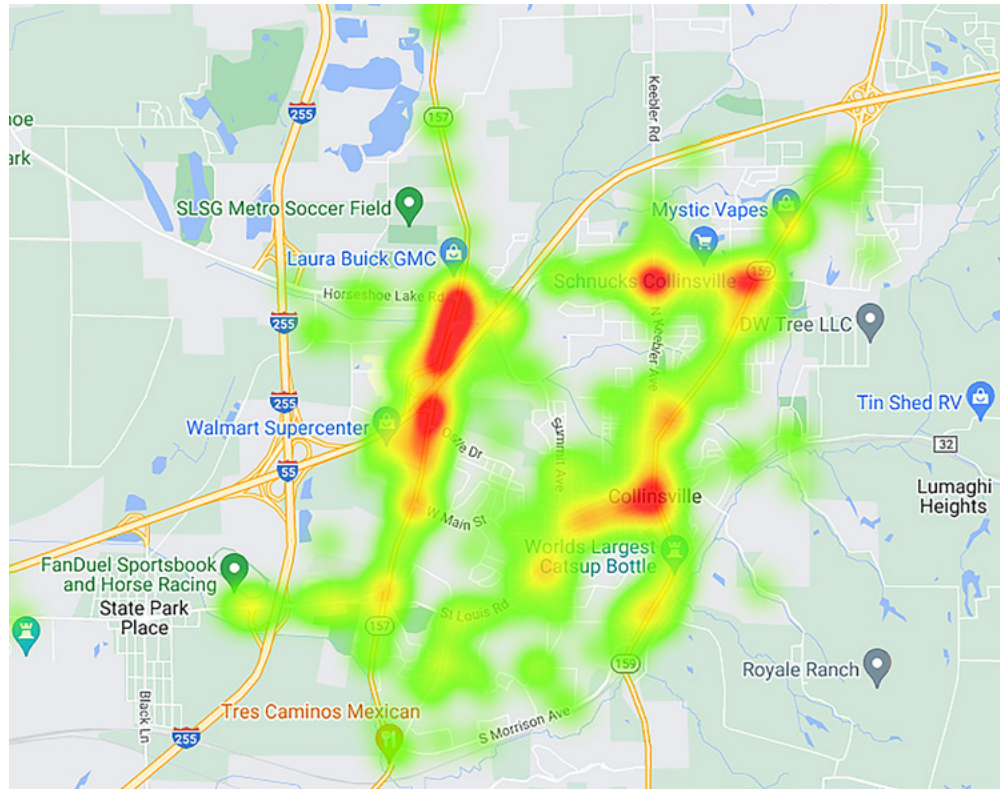 Keebler Rd
255
157
hoe
ark
SLSG Metro Soccer Field
Mystic Vapes
Laura Buick GMC
Schnucks Collinsville
159
Horseshoe Lake Rd
255
DW Tree LLC
N Keebler Ave
255
Tin Shed RV
Walmart Supercenter
Summit Ave
32
55
Collinsville
Lumaghi
Heights
W Main St
Worlds Largest
Catsup Bottle
FanDuel Sportsbook
and Horse Racing
State Park
Place
St Louis Rd
157
159
Royale Ranch
Black Ln
Tres Caminos Mexican
S Morrison Ave
255